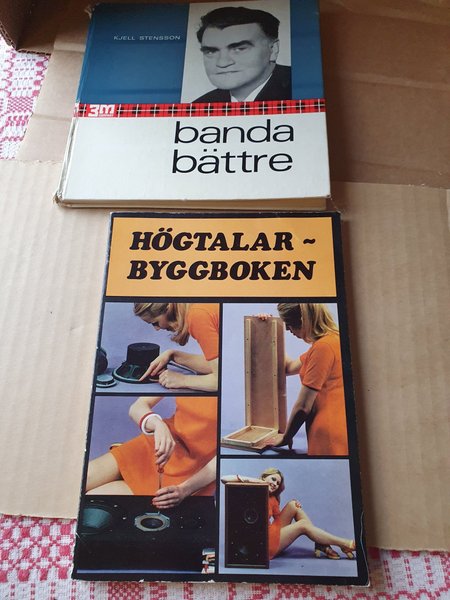 KJELL STENSSON
3M
banda
bättre
HÖGTALAR ~
BYGGBOKEN